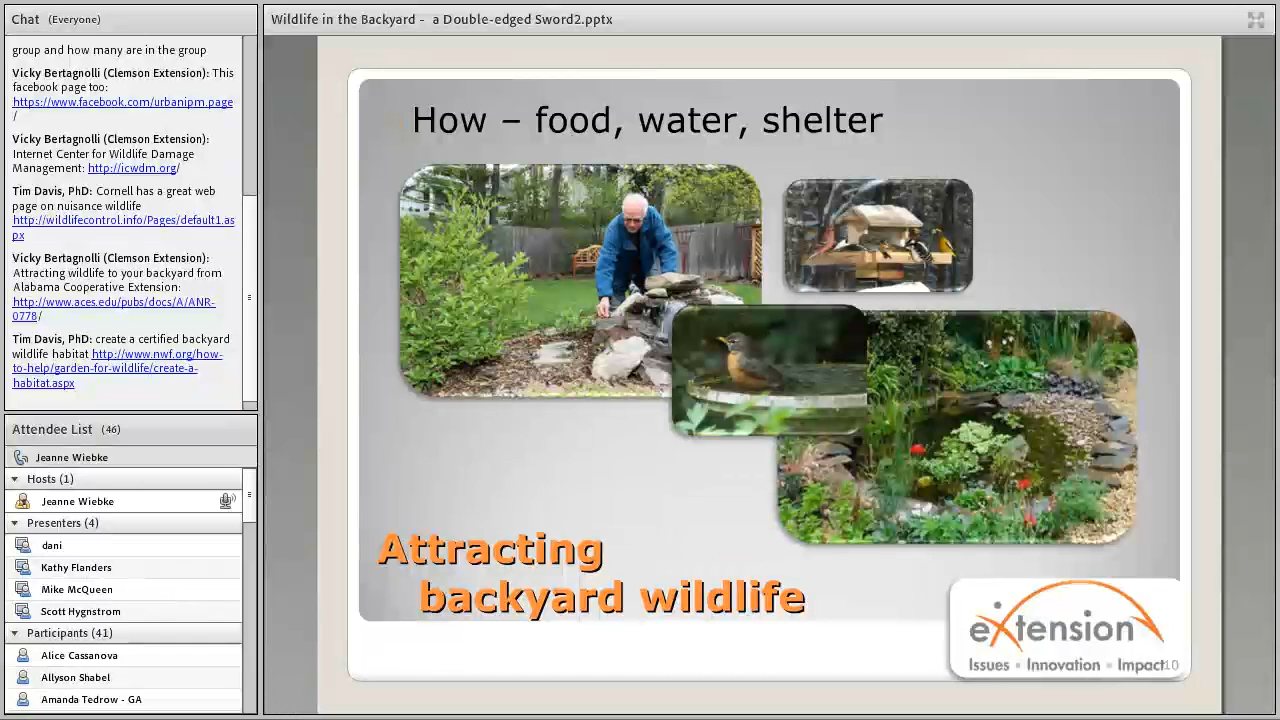 Chat (Everyone)
group and how many are in the group
Vicky Bertagnolli (Clemson Extension): This
facebook page too:
https://www.facebook.com/urbanipm.page
/
Vicky Bertagnolli (Clemson Extension):
Internet Center for Wildlife Damage
Management: http://icwdm.org/
Tim Davis, PhD: Cornell has a great web
page on nuisance wildlife
http://wildlifecontrol.info/Pages/default1.as
px
Vicky Bertagnolli (Clemson Extension):
Attracting wildlife to your backyard from
Alabama Cooperative Extension:
http://www.aces.edu/pubs/docs/A/ANR-
0778/
Tim Davis, PhD: create a certified backyard
wildlife habitat http://www.nwf.org/how-
to-help/garden-for-wildlife/create-a-
habitat.aspx
Attendee List (46)
Jeanne Wiebke
Hosts (1)
Jeanne Wiebke
Presenters (4)
dani
Kathy Flanders
Mike McQueen
Scott Hygnstrom
Participants (41)
Alice Cassanova
Allyson Shabel
Amanda Tedrow - GA
Wildlife in the Backyard - a Double-edged Sword2.pptx
How – food, water, shelter
Attracting
backyard wildlife
eXtension
Issues • Innovation • Impact
10